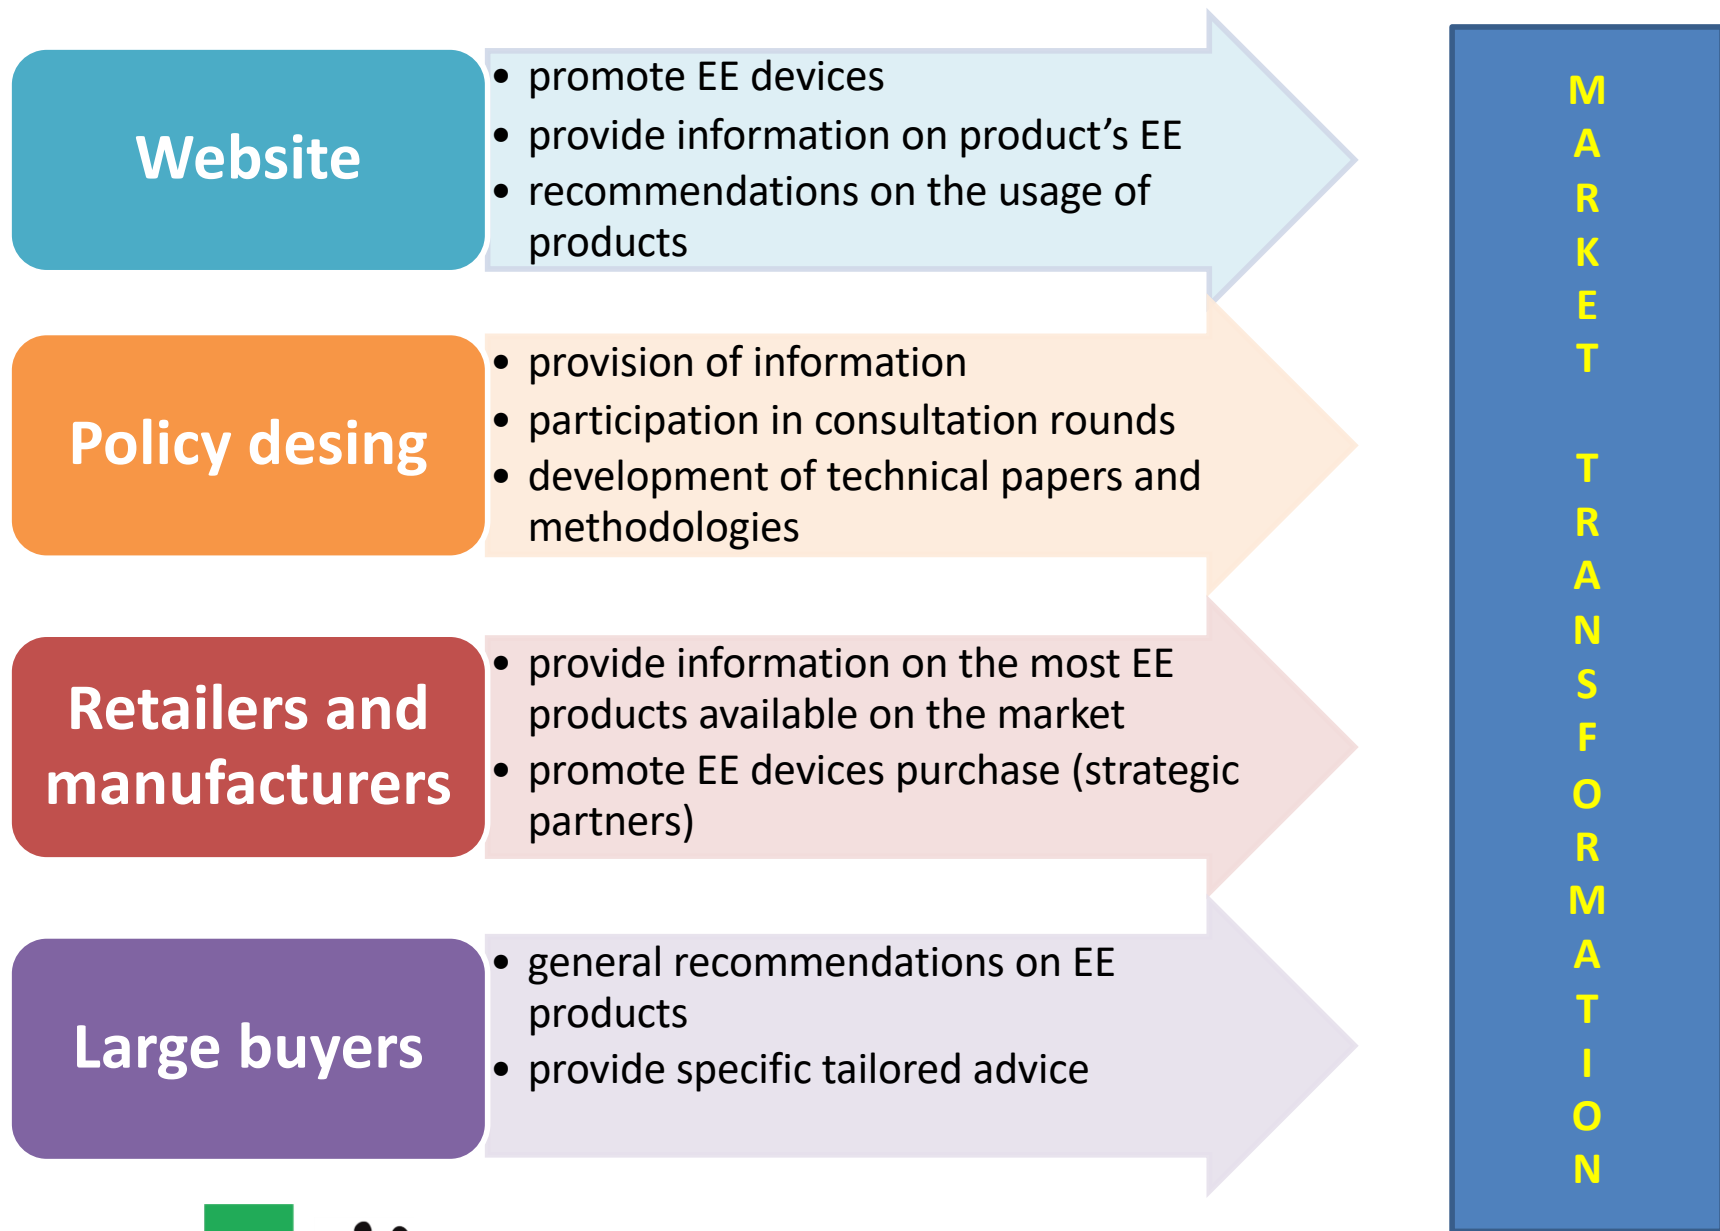 Website
• promote EE devices
• provide information on product’s EE
• recommendations on the usage of
products
Policy desing
• provision of information
• participation in consultation rounds
• development of technical papers and
methodologies
Retailers and
manufacturers
• provide information on the most EE
products available on the market
• promote EE devices purchase (strategic
partners)
Large buyers
• general recommendations on EE
products
• provide specific tailored advice
M
A
R
K
E
T
T
R
A
N
S
F
O
R
M
A
T
I
O
N